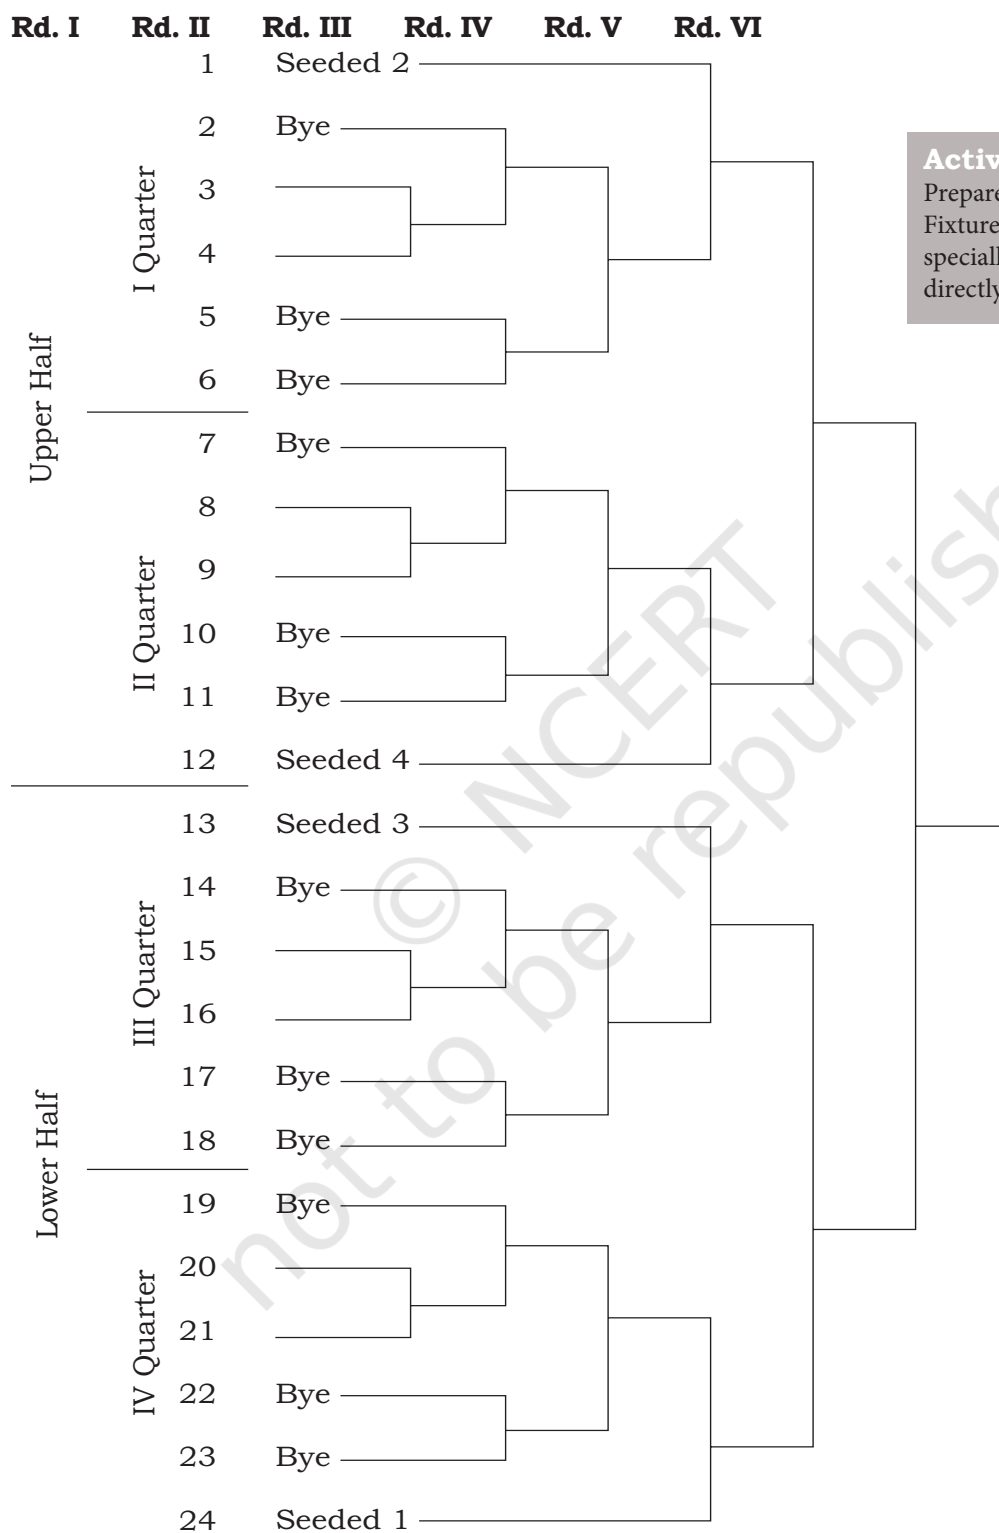 Rd. I Rd. II Rd. III Rd. IV Rd. V Rd. VI
1 Seeded 2
2 Bye
3
4
5 Bye
6 Bye
7 Bye
8
9
10 Bye
11 Bye
12 Seeded 4
13 Seeded 3
14 Bye
15
16
17 Bye
18 Bye
19 Bye
20
21
22 Bye
23 Bye
24 Seeded 1
Upper Half
Lower Half
I Quarter
II Quarter
III Quarter
IV Quarter
Activ
Prepare
Fixture
speciall
directly
© NCERT
not to be republish